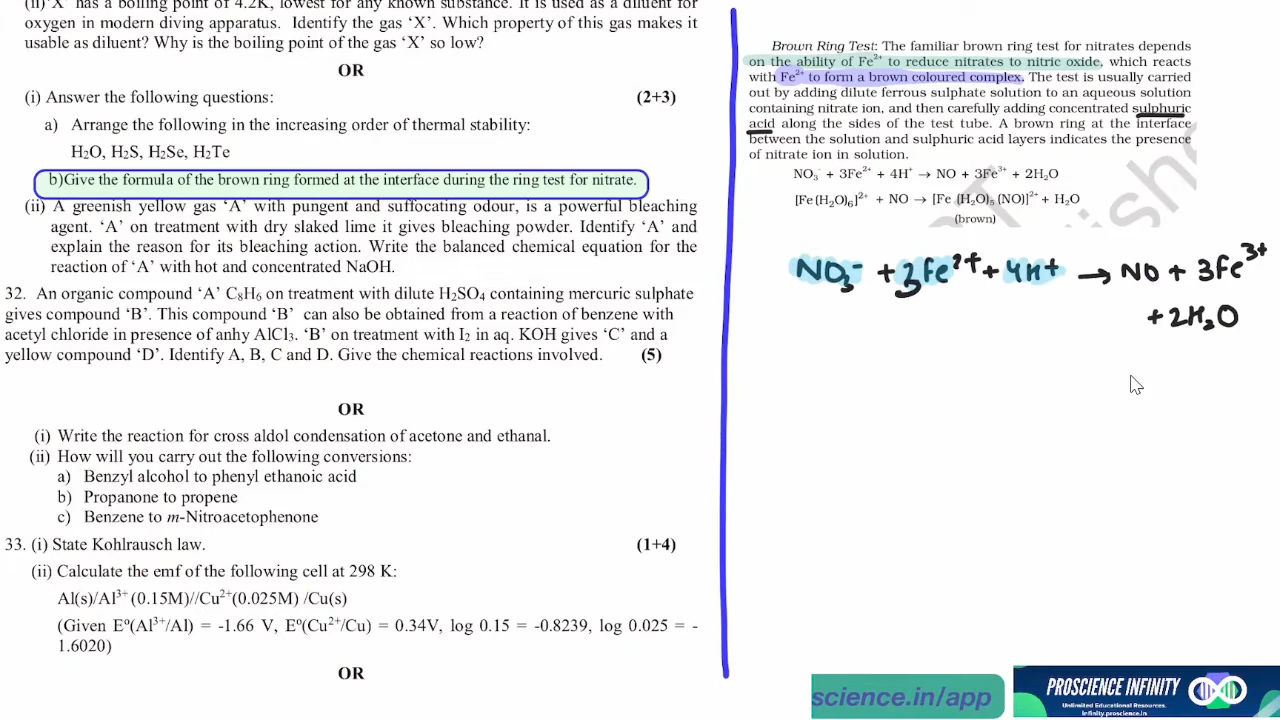 (ii) 'X' has a boiling point of 4.2K, lowest for any known substance. It is used as a diluent for
oxygen in modern diving apparatus. Identify the gas 'X'. Which property of this gas makes it
usable as diluent? Why is the boiling point of the gas 'X' so low?
OR
(i) Answer the following questions: (2+3)
a) Arrange the following in the increasing order of thermal stability:
H2O, H2S, H2Se, H2Te
b)Give the formula of the brown ring formed at the interface during the ring test for nitrate.
(ii) A greenish yellow gas 'A' with pungent and suffocating odour, is a powerful bleaching
agent. 'A' on treatment with dry slaked lime it gives bleaching powder. Identify 'A' and
explain the reason for its bleaching action. Write the balanced chemical equation for the
reaction of 'A' with hot and concentrated NaOH.
32. An organic compound 'A' C8H6 on treatment with dilute H2SO4 containing mercuric sulphate
gives compound 'B'. This compound 'B' can also be obtained from a reaction of benzene with
acetyl chloride in presence of anhy AlCl3. 'B' on treatment with I2 in aq. KOH gives 'C' and a
yellow compound 'D'. Identify A, B, C and D. Give the chemical reactions involved. (5)
OR
(i) Write the reaction for cross aldol condensation of acetone and ethanal.
(ii) How will you carry out the following conversions:
a) Benzyl alcohol to phenyl ethanoic acid
b) Propanone to propene
c) Benzene to m-Nitroacetophenone
33. (i) State Kohlrausch law. (1+4)
(ii) Calculate the emf of the following cell at 298 K:
Al(s)/Al³⁺ (0.15M)//Cu²⁺(0.025M) /Cu(s)
(Given E°(Al³⁺/Al) = -1.66 V, E°(Cu²⁺/Cu) = 0.34V, log 0.15 = -0.8239, log 0.025 = -
1.6020)
OR
Brown Ring Test: The familiar brown ring test for nitrates depends
on the ability of Fe²⁺ to reduce nitrates to nitric oxide, which reacts
with Fe²⁺ to form a brown coloured complex. The test is usually carried
out by adding dilute ferrous sulphate solution to an aqueous solution
containing nitrate ion, and then carefully adding concentrated sulphuric
acid along the sides of the test tube. A brown ring at the interface
between the solution and sulphuric acid layers indicates the presence
of nitrate ion in solution.
NO₃⁻ + 3Fe²⁺ + 4H⁺ → NO + 3Fe³⁺ + 2H₂O
[Fe(H₂O)₆]²⁺ + NO → [Fe (H₂O)₅ (NO)]²⁺ + H₂O
(brown)
NO₃⁻ + 3Fe²⁺ + 4H⁺ → NO + 3Fe³⁺
+ 2H₂O
science.in/app
PROSCIENCE INFINITY
Unlimited Educational Resources.
infinity.proscience.in